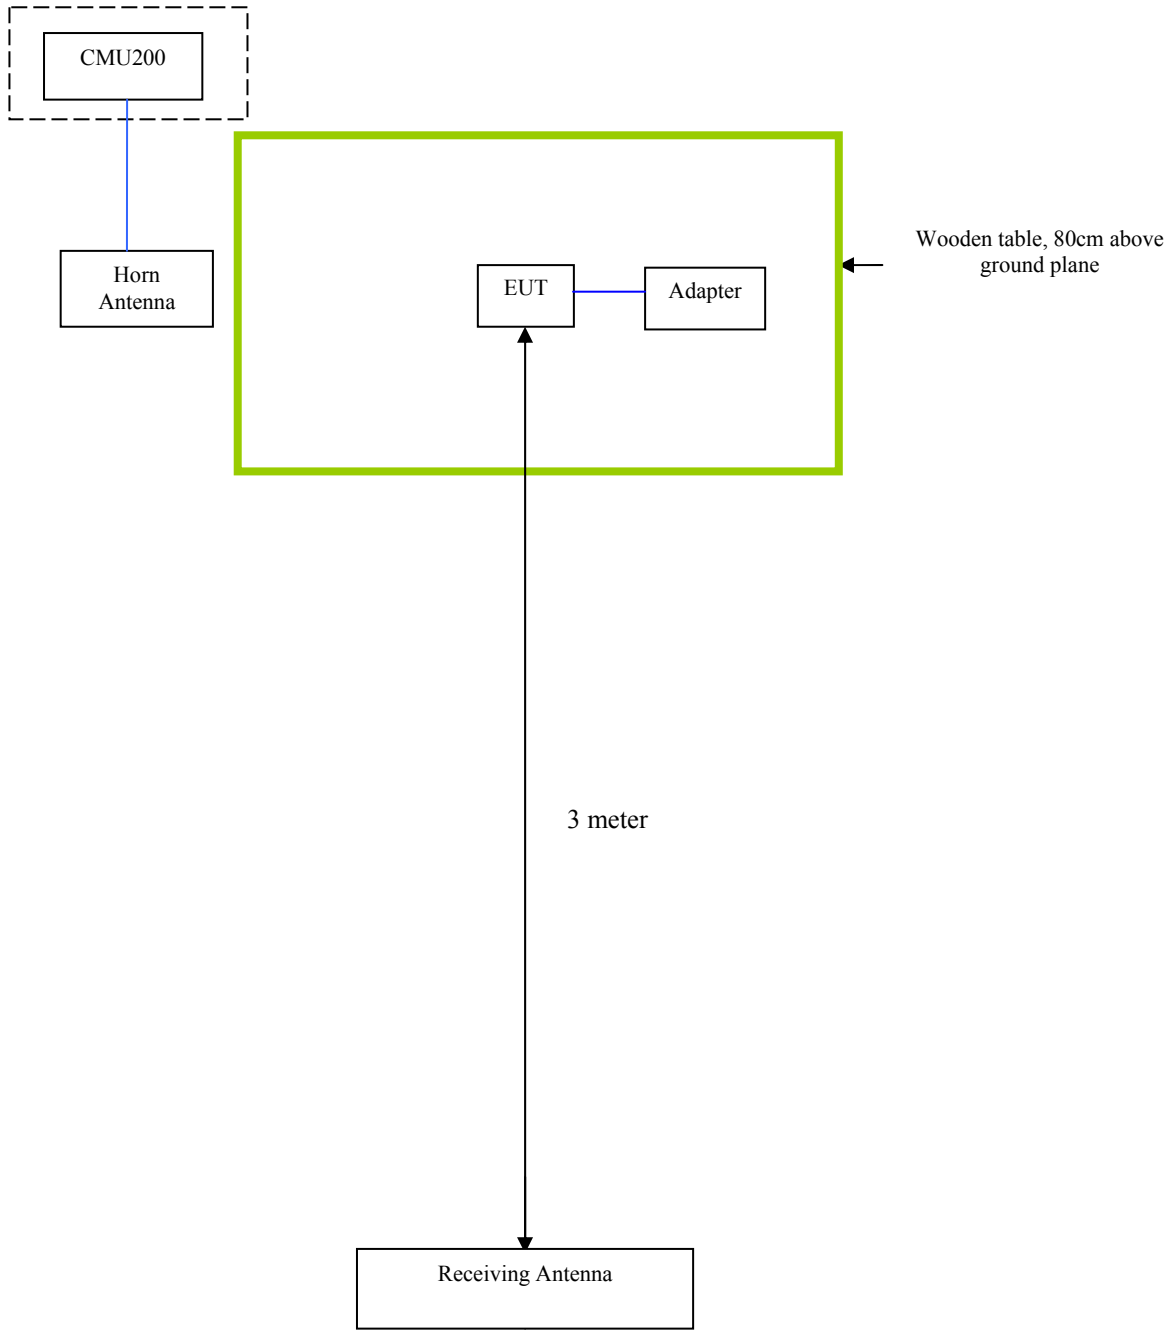 CMU200
Horn
Antenna
EUT
Adapter
Wooden table, 80cm above
ground plane
3 meter
Receiving Antenna